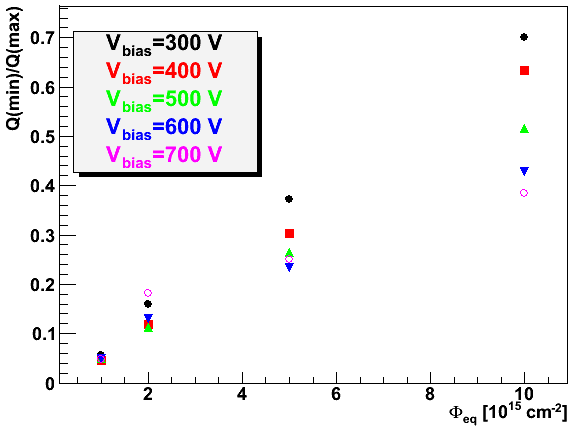 Q(min)/Q(max)
0.7
0.6
0.5
0.4
0.3
0.2
0.1
0
V_bias=300 V
V_bias=400 V
V_bias=500 V
V_bias=600 V
V_bias=700 V
2 4 6 8 10
Φ_eq [10^15 cm^-2]